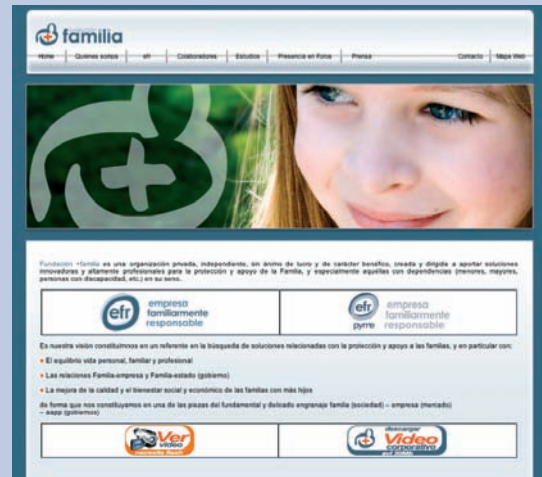 familia
Home Quiénes somos efr Colaboradores Estudios Presencia en Foros Prensa Contacto Mapa Web
Fundación +familia es una organización privada, independiente, sin ánimo de lucro y de carácter benéfico, creada y dirigida a aportar soluciones
innovadoras y altamente profesionales para la protección y apoyo de la Familia, y especialmente aquéllas con dependencias (menores, mayores,
personas con discapacidad, etc.) en su seno.
efr empresa
familiarmente
responsable
efr empresa
familiarmente
pyme responsable
Es nuestra visión constituirnos en un referente en la búsqueda de soluciones relacionadas con la protección y apoyo a las familias, y en particular con:
El equilibrio vida personal, familiar y profesional
Las relaciones Familia-empresa y Familia-estado (gobierno)
La mejora de la calidad y el bienestar social y económico de las familias con más hijos
de forma que nos constituyamos en una de las piezas del fundamental y delicado engranaje familia (sociedad) – empresa (mercado)
– aapp (gobiernos)
Ver
video
necesita flash
descargar
Video
corporativo